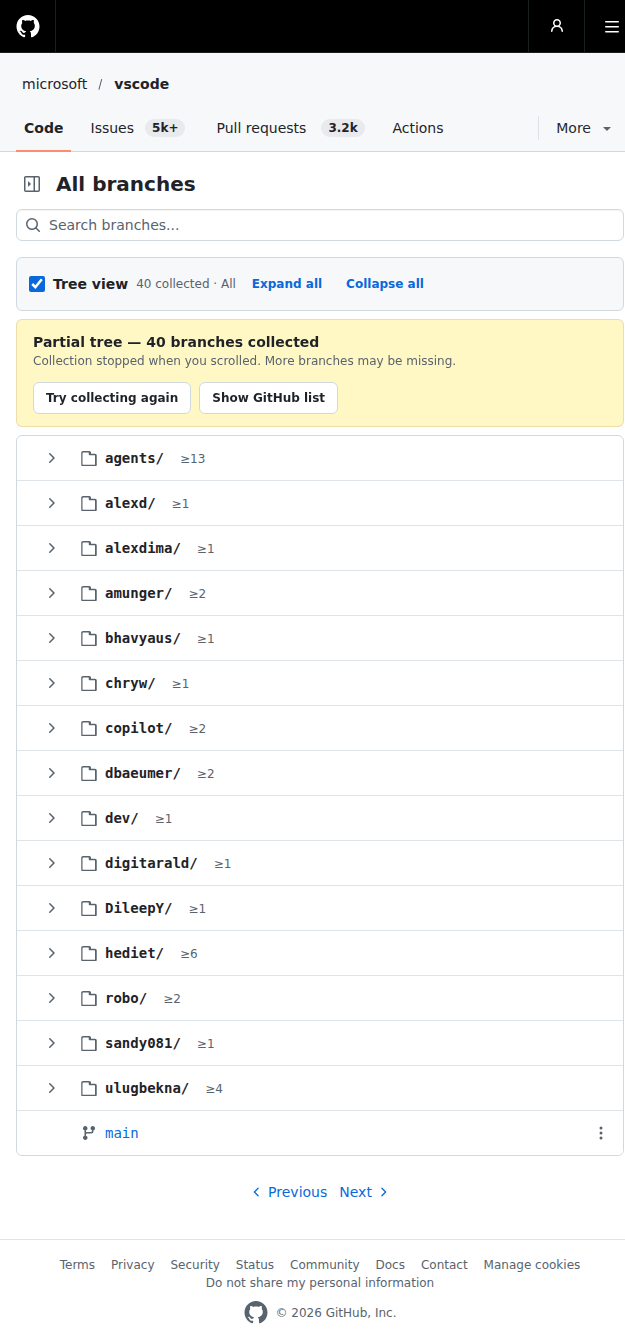 microsoft / vscode
Code Issues 5k+ Pull requests 3.2k Actions More
All branches
Search branches...
Tree view 40 collected · All Expand all Collapse all
Partial tree — 40 branches collected
Collection stopped when you scrolled. More branches may be missing.
Try collecting again Show GitHub list
agents/ ≥13
alexd/ ≥1
alexdima/ ≥1
amunger/ ≥2
bhavyaus/ ≥1
chryw/ ≥1
copilot/ ≥2
dbaeumer/ ≥2
dev/ ≥1
digitarald/ ≥1
DileepY/ ≥1
hediet/ ≥6
robo/ ≥2
sandy081/ ≥1
ulugbekna/ ≥4
main
Previous Next
Terms Privacy Security Status Community Docs Contact Manage cookies
Do not share my personal information
© 2026 GitHub, Inc.